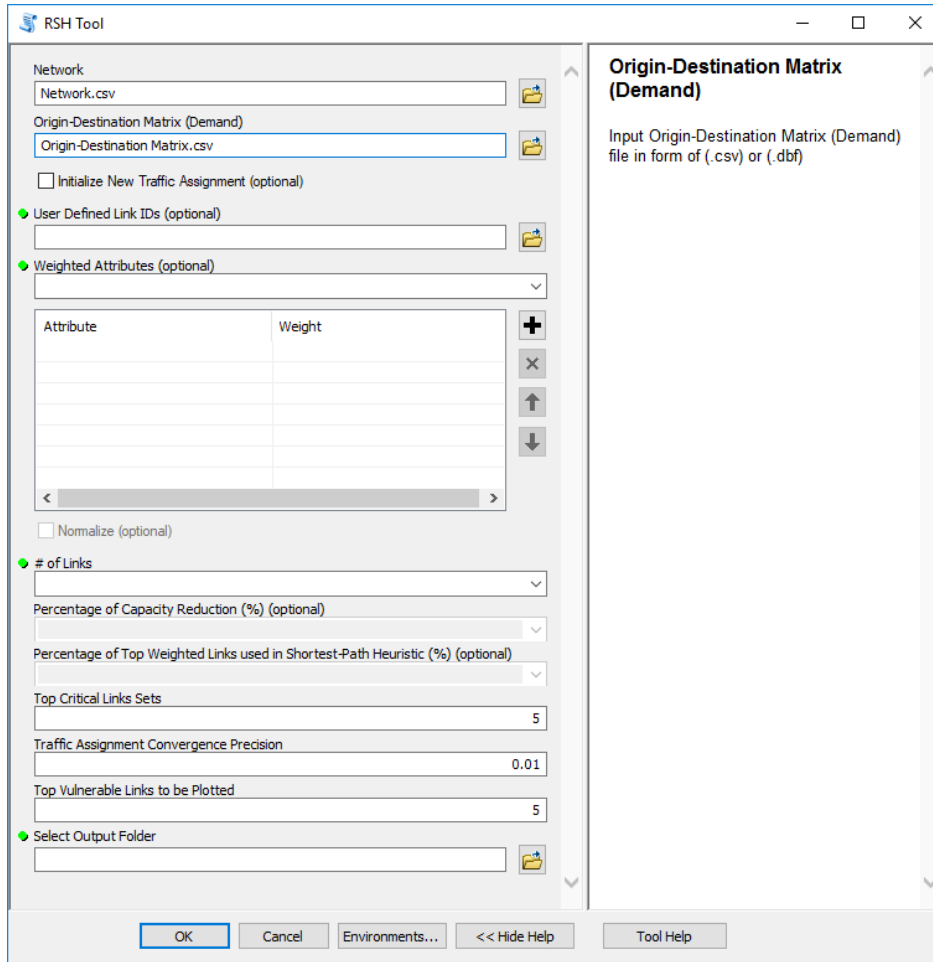 RSH Tool
Network
Network.csv
Origin-Destination Matrix (Demand)
Origin-Destination Matrix.csv
Initialize New Traffic Assignment (optional)
User Defined Link IDs (optional)
Weighted Attributes (optional)
Attribute Weight
Normalize (optional)
# of Links
Percentage of Capacity Reduction (%) (optional)
Percentage of Top Weighted Links used in Shortest-Path Heuristic (%) (optional)
Top Critical Links Sets
5
Traffic Assignment Convergence Precision
0.01
Top Vulnerable Links to be Plotted
5
Select Output Folder
Origin-Destination Matrix
(Demand)
Input Origin-Destination Matrix (Demand)
file in form of (.csv) or (.dbf)
OK Cancel Environments... << Hide Help Tool Help